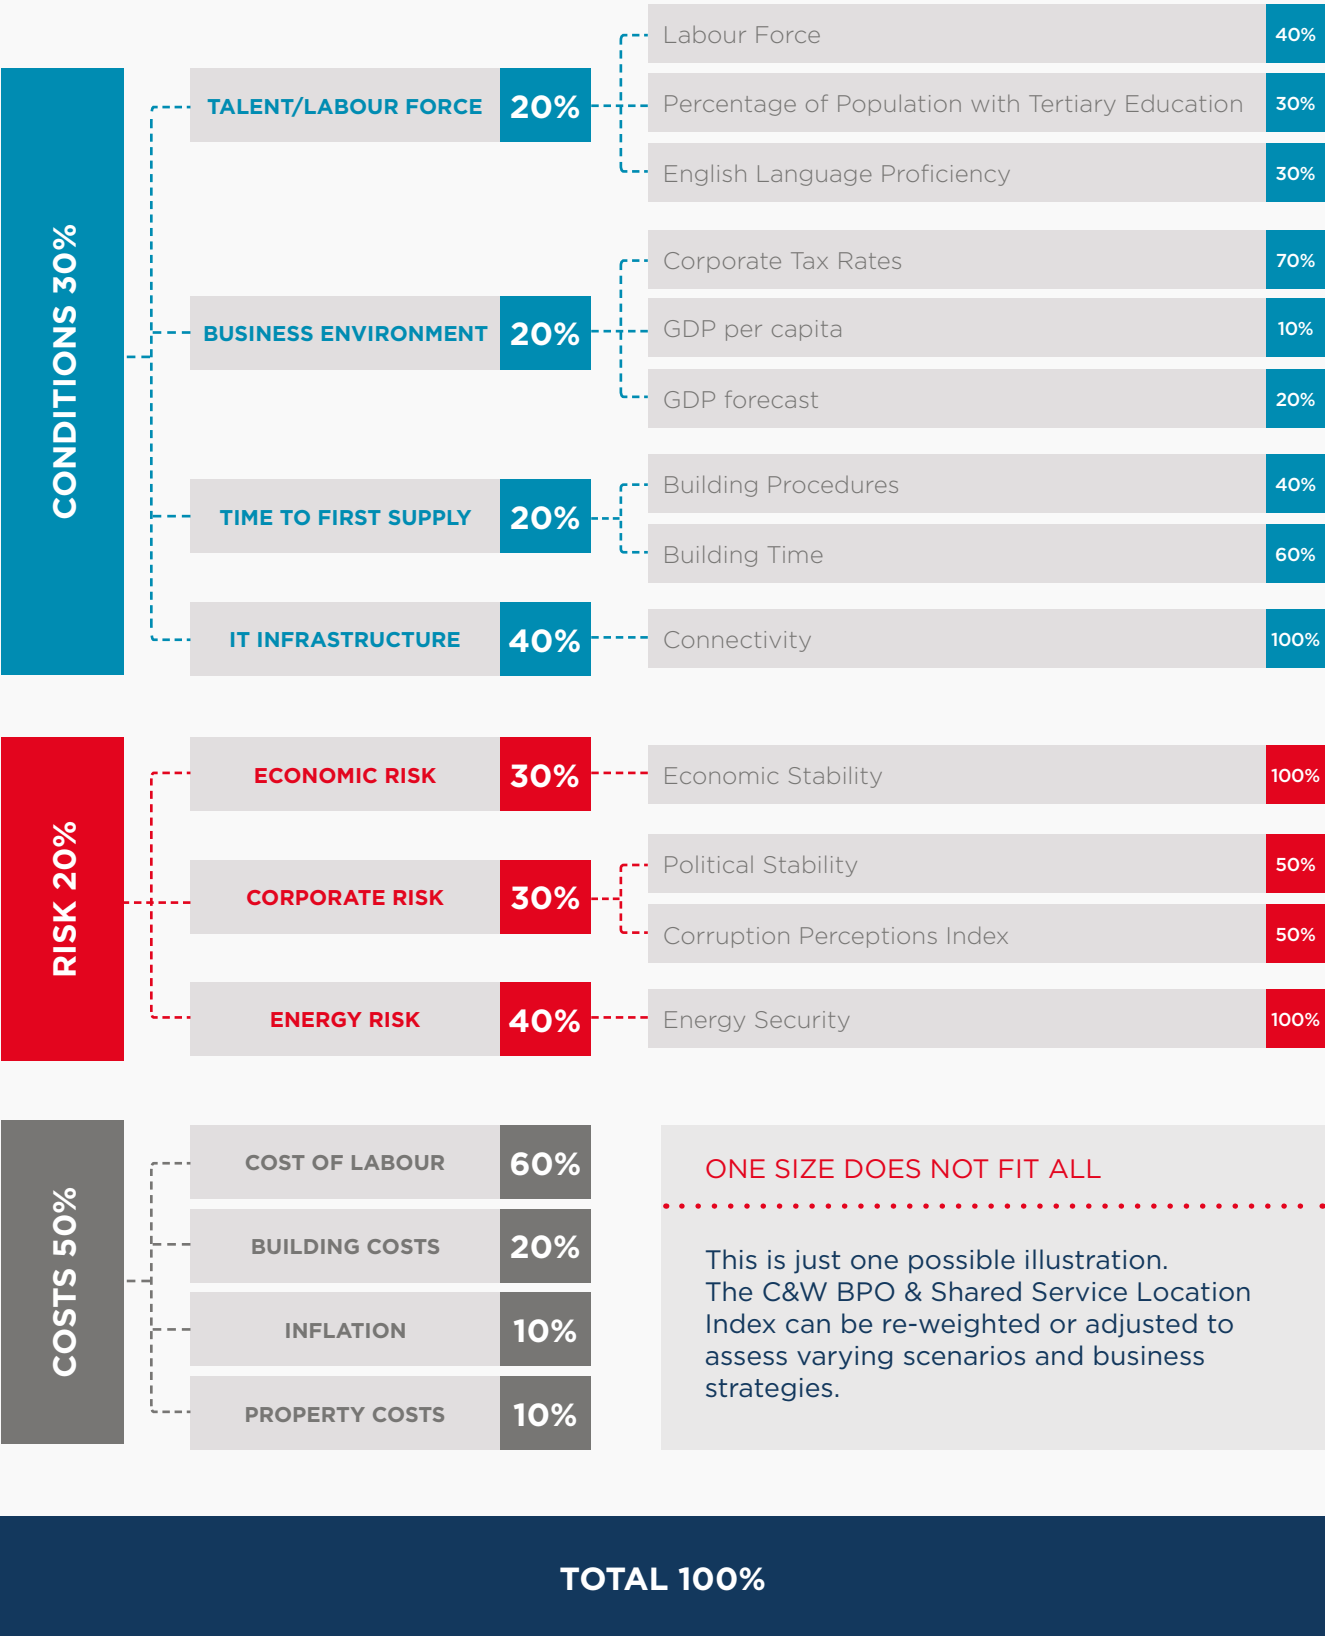 CONDITIONS 30%
TALENT/LABOUR FORCE 20%
Labour Force 40%
Percentage of Population with Tertiary Education 30%
English Language Proficiency 30%
BUSINESS ENVIRONMENT 20%
Corporate Tax Rates 70%
GDP per capita 10%
GDP forecast 20%
TIME TO FIRST SUPPLY 20%
Building Procedures 40%
Building Time 60%
IT INFRASTRUCTURE 40%
Connectivity 100%
RISK 20%
ECONOMIC RISK 30%
Economic Stability 100%
CORPORATE RISK 30%
Political Stability 50%
Corruption Perceptions Index 50%
ENERGY RISK 40%
Energy Security 100%
COSTS 50%
COST OF LABOUR 60%
BUILDING COSTS 20%
INFLATION 10%
PROPERTY COSTS 10%
ONE SIZE DOES NOT FIT ALL
This is just one possible illustration.
The C&W BPO & Shared Service Location
Index can be re-weighted or adjusted to
assess varying scenarios and business
strategies.
TOTAL 100%